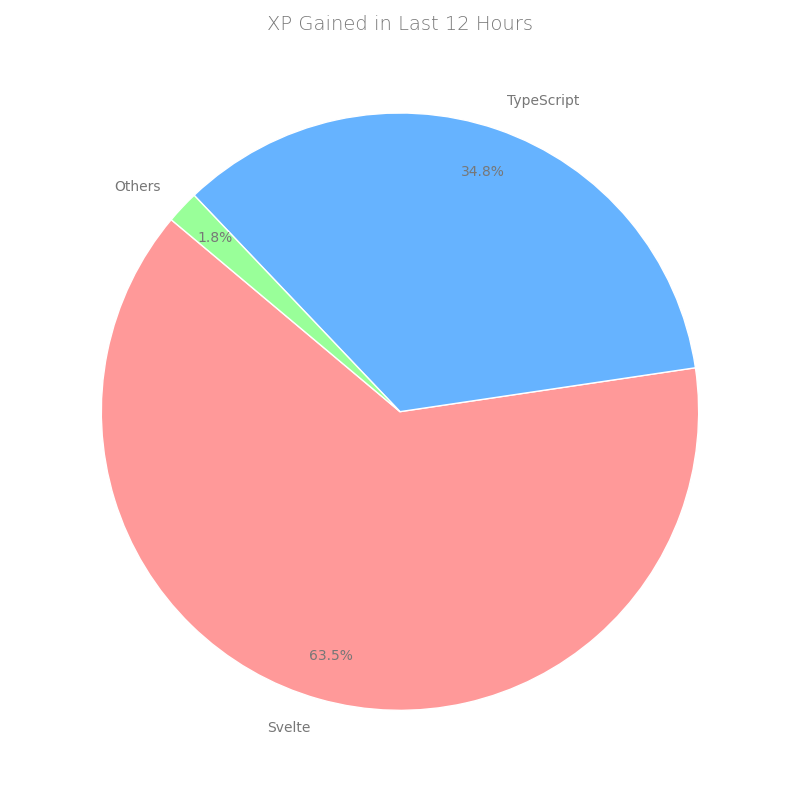 XP Gained in Last 12 Hours
TypeScript
34.8%
Others
1.8%
63.5%
Svelte